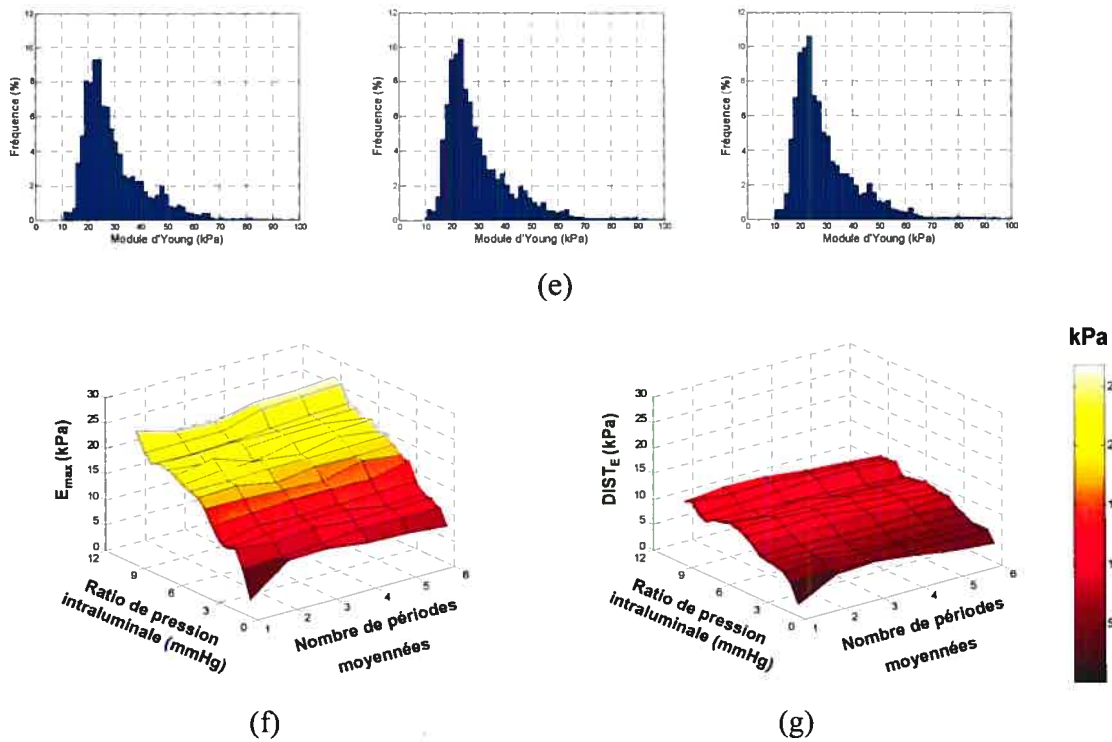 12
10
8
6
4
2
0
Fréquence (%)
0 10 20 30 40 50 60 70 80 90 100
Module d'Young (kPa)
12
10
8
6
4
2
0
Fréquence (%)
0 10 20 30 40 50 60 70 80 90 100
Module d'Young (kPa)
12
10
8
6
4
2
0
Fréquence (%)
0 10 20 30 40 50 60 70 80 90 100
Module d'Young (kPa)
(e)
30
25
20
15
10
5
0
Emax (kPa)
12 9 6 3 0
Ratio de pression
intraluminale (mmHg)
1 2 3 4 5 6
Nombre de périodes
moyennées
(f)
30
25
20
15
10
5
0
DISTE (kPa)
12 9 6 3 0
Ratio de pression
intraluminale (mmHg)
1 2 3 4 5 6
Nombre de périodes
moyennées
(g)
kPa
5